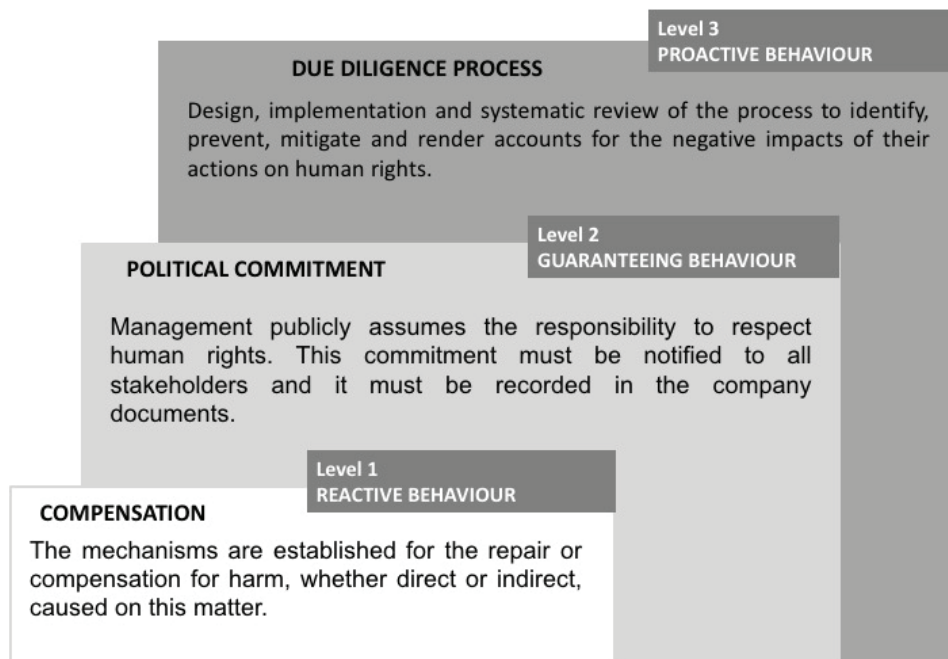 Level 3
PROACTIVE BEHAVIOUR
DUE DILIGENCE PROCESS
Design, implementation and systematic review of the process to identify,
prevent, mitigate and render accounts for the negative impacts of their
actions on human rights.
Level 2
GUARANTEEING BEHAVIOUR
POLITICAL COMMITMENT
Management publicly assumes the responsibility to respect
human rights. This commitment must be notified to all
stakeholders and it must be recorded in the company
documents.
Level 1
REACTIVE BEHAVIOUR
COMPENSATION
The mechanisms are established for the repair or
compensation for harm, whether direct or indirect,
caused on this matter.